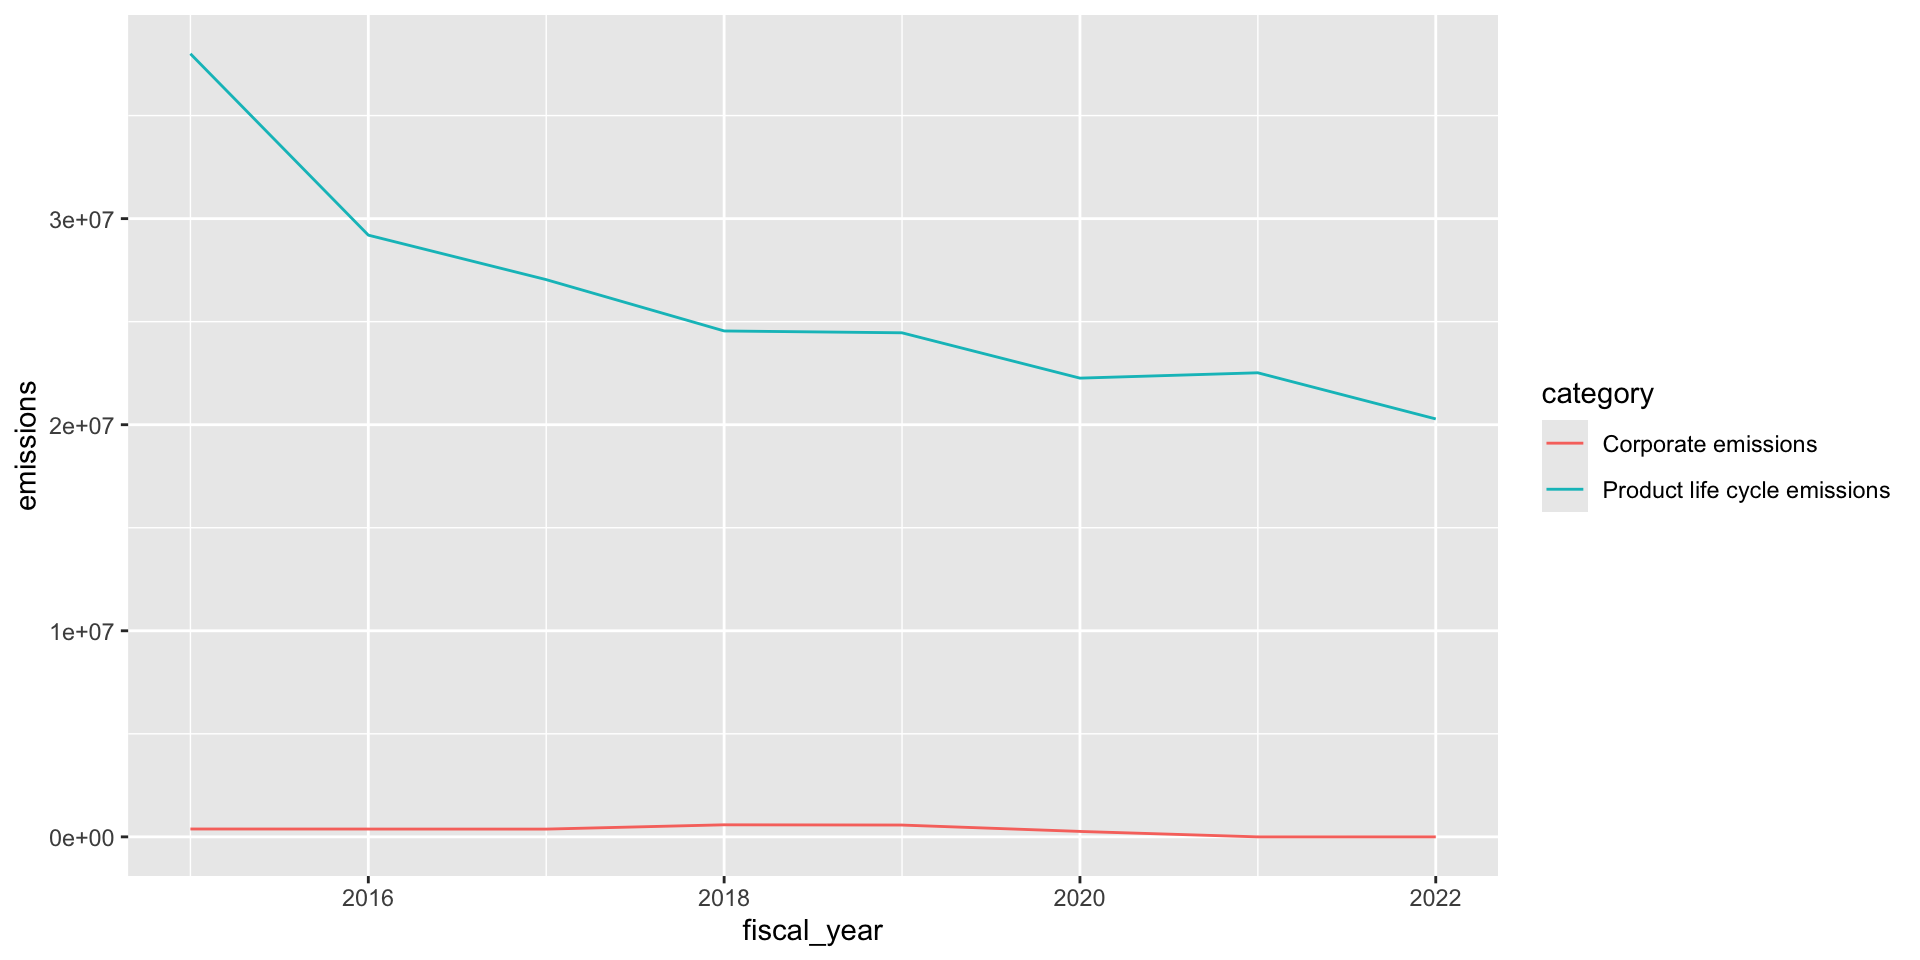 emissions
3e+07
2e+07
1e+07
0e+00
2016
2018
2020
2022
fiscal_year
category
Corporate emissions
Product life cycle emissions